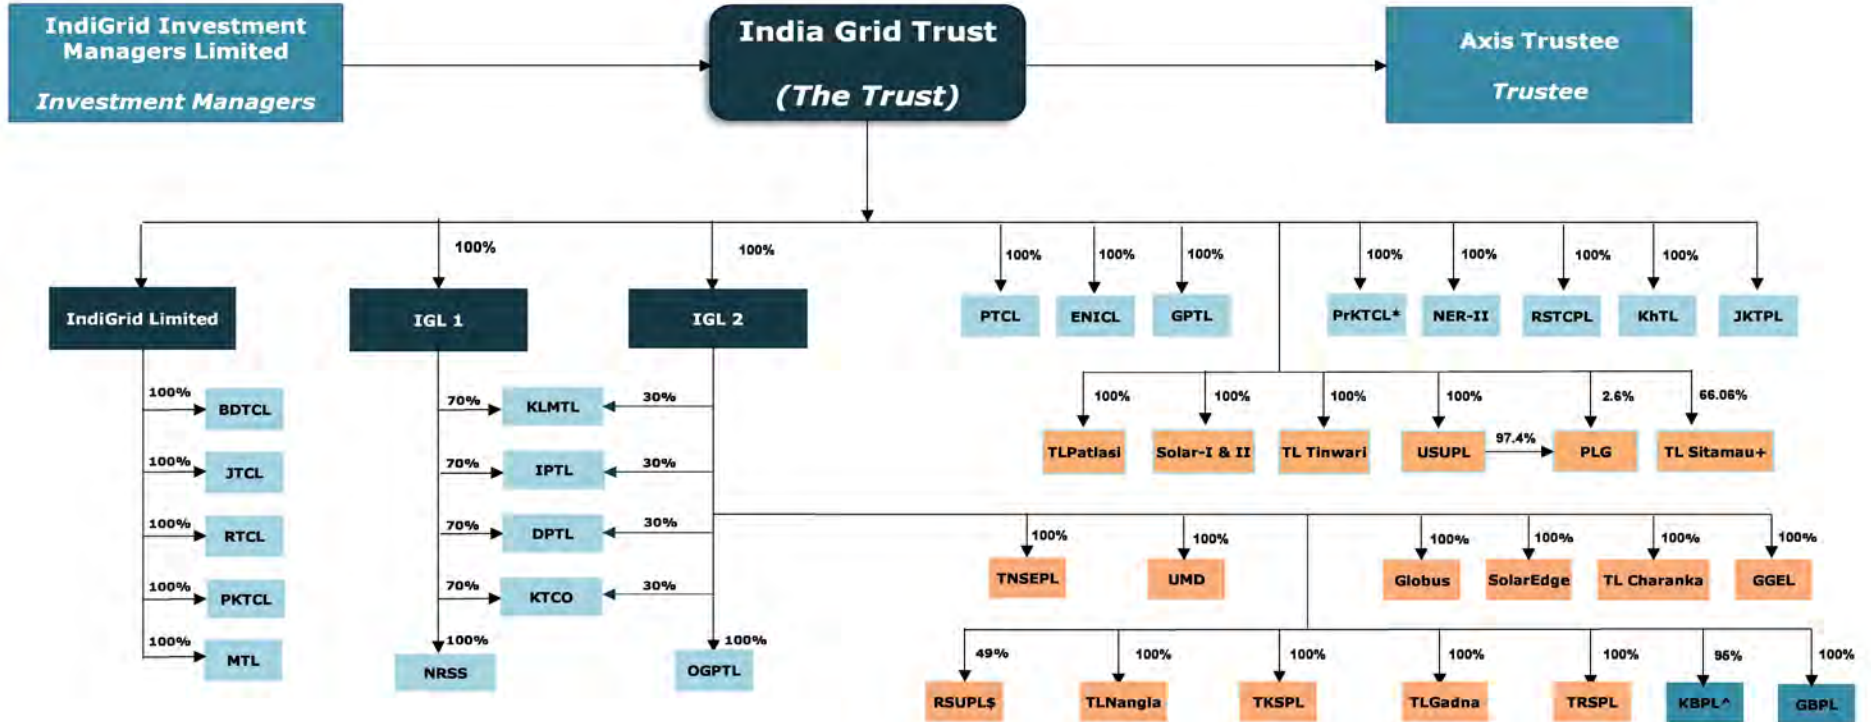 IndiGrid Investment
Managers Limited
Investment Managers
India Grid Trust
(The Trust)
Axis Trustee
Trustee
100%
100%
100%
100%
100%
100%
100%
100%
100%
IndiGrid Limited
IGL 1
IGL 2
PTCL
ENICL
GPTL
PrKTCL*
NER-II
RSTCPL
KhTL
JKTPL
100%
BDTCL
70%
KLMTL
30%
100%
100%
100%
100%
2.6%
66.06%
TLPatlasi
Solar-I & II
TL Tinwari
USUPL
97.4%
PLG
TL Sitamau+
100%
JTCL
70%
IPTL
30%
100%
RTCL
70%
DPTL
30%
100%
100%
100%
100%
100%
100%
TNSEPL
UMD
Globus
SolarEdge
TL Charanka
GGEL
100%
PKTCL
70%
KTCO
30%
100%
MTL
100%
NRSS
100%
OGPTL
49%
100%
100%
100%
100%
95%
100%
RSUPL$
TLNangla
TKSPL
TLGadna
TRSPL
KBPL^
GBPL